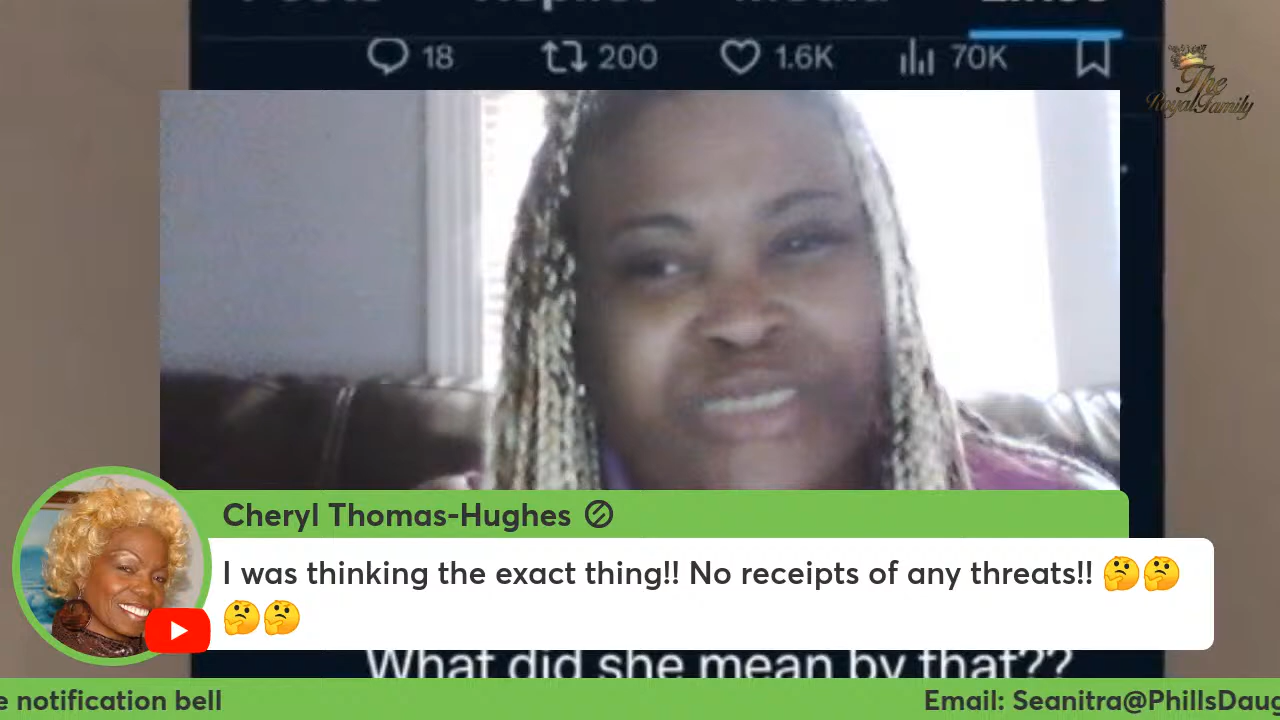 18 200 1.6K 70K
The
Royal Family
Cheryl Thomas-Hughes
I was thinking the exact thing!! No receipts of any threats!! 🤔🤔
🤔🤔
What did she mean by that??
e notification bell Email: Seanitra@PhillsDaug